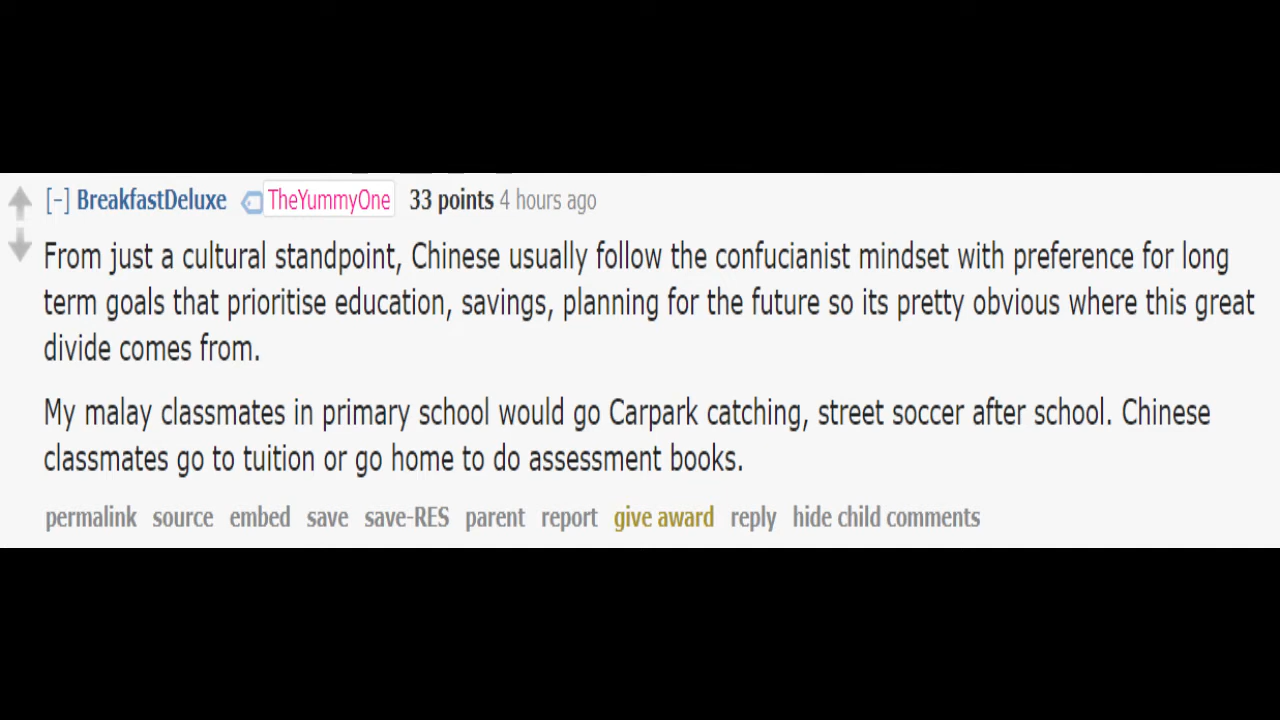 [-] BreakfastDeluxe TheYummyOne 33 points 4 hours ago
From just a cultural standpoint, Chinese usually follow the confucianist mindset with preference for long
term goals that prioritise education, savings, planning for the future so its pretty obvious where this great
divide comes from.
My malay classmates in primary school would go Carpark catching, street soccer after school. Chinese
classmates go to tuition or go home to do assessment books.
permalink source embed save save-RES parent report give award reply hide child comments